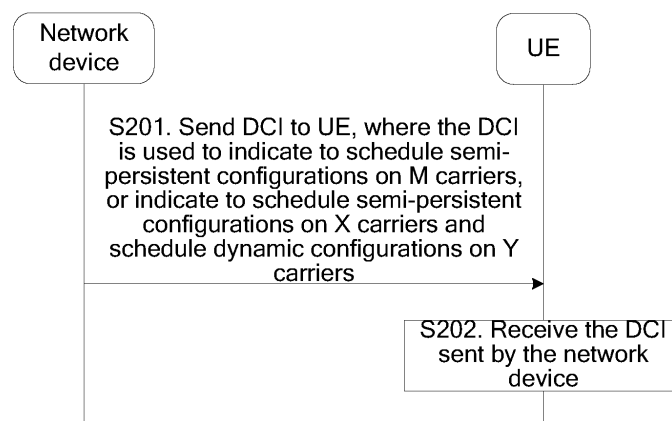 Network
device
UE
S201. Send DCI to UE, where the DCI
is used to indicate to schedule semi-
persistent configurations on M carriers,
or indicate to schedule semi-persistent
configurations on X carriers and
schedule dynamic configurations on Y
carriers
S202. Receive the DCI
sent by the network
device